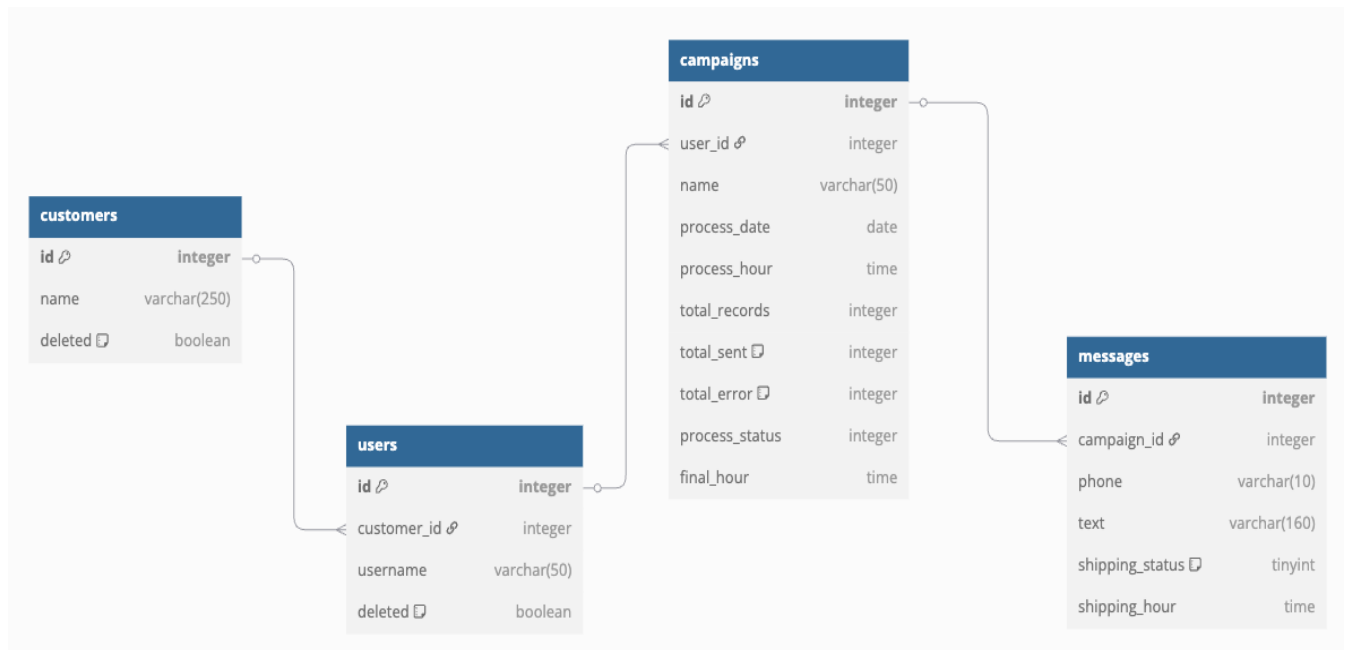 customers
id integer
name varchar(250)
deleted boolean
users
id integer
customer_id integer
username varchar(50)
deleted boolean
campaigns
id integer
user_id integer
name varchar(50)
process_date date
process_hour time
total_records integer
total_sent integer
total_error integer
process_status integer
final_hour time
messages
id integer
campaign_id integer
phone varchar(10)
text varchar(160)
shipping_status tinyint
shipping_hour time